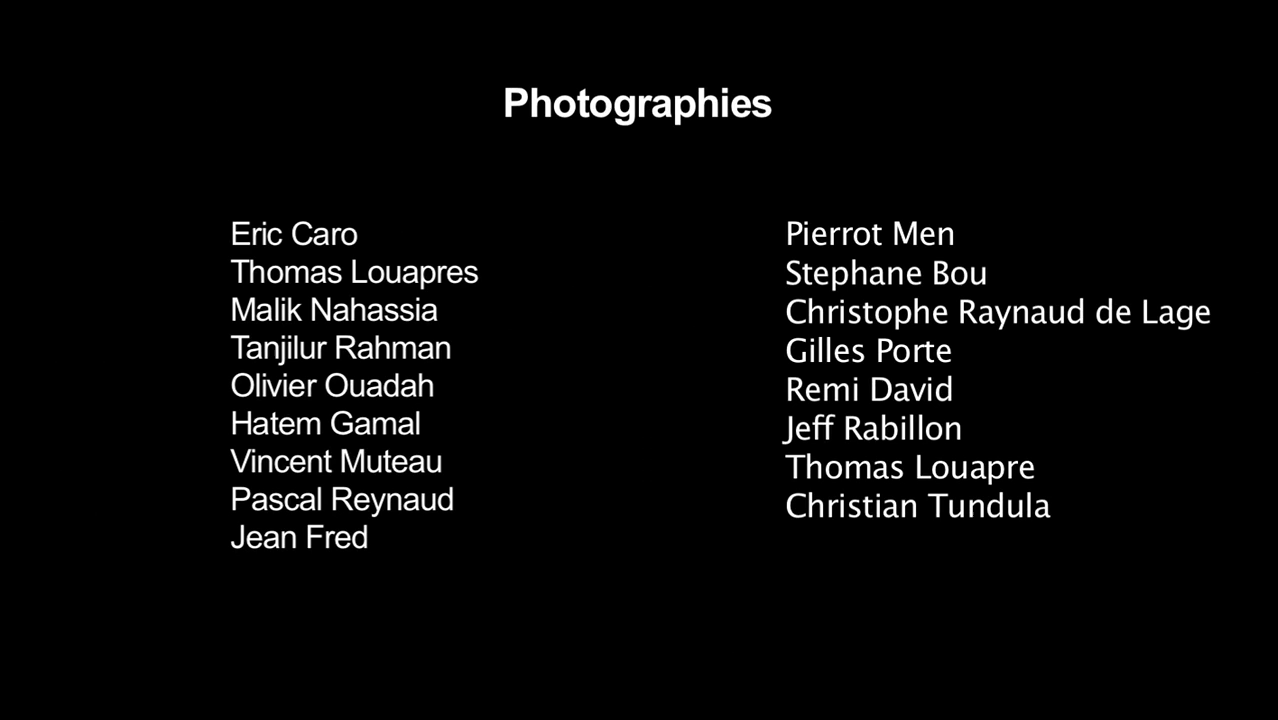 Photographies
Eric Caro
Thomas Louapres
Malik Nahassia
Tanjilur Rahman
Olivier Ouadah
Hatem Gamal
Vincent Muteau
Pascal Reynaud
Jean Fred
Pierrot Men
Stephane Bou
Christophe Raynaud de Lage
Gilles Porte
Remi David
Jeff Rabillon
Thomas Louapre
Christian Tundula